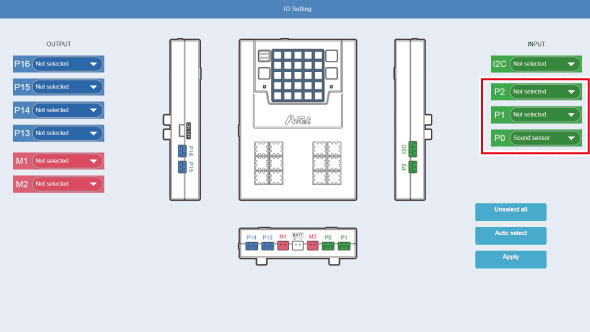 IO Setting
OUTPUT
INPUT
P16 Not selected
P15 Not selected
P14 Not selected
P13 Not selected
M1 Not selected
M2 Not selected
I2C Not selected
P2 Not selected
P1 Not selected
P0 Sound sensor
P16
P15
I2C
P2
P14 P13 M1 BATT M2 P0 P1
Unselect all
Auto select
Apply